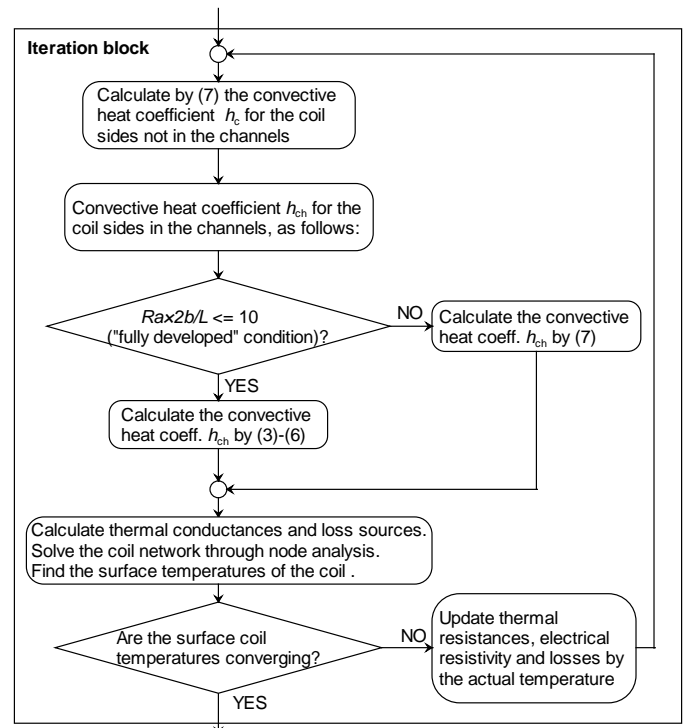 Iteration block
Calculate by (7) the convective
heat coefficient hc for the coil
sides not in the channels
Convective heat coefficient hch for the
coil sides in the channels, as follows:
Ra×2b/L <= 10
("fully developed" condition)?
NO
Calculate the convective
heat coeff. hch by (7)
YES
Calculate the convective
heat coeff. hch by (3)-(6)
Calculate thermal conductances and loss sources.
Solve the coil network through node analysis.
Find the surface temperatures of the coil .
Are the surface coil
temperatures converging?
NO
Update thermal
resistances, electrical
resistivity and losses by
the actual temperature
YES